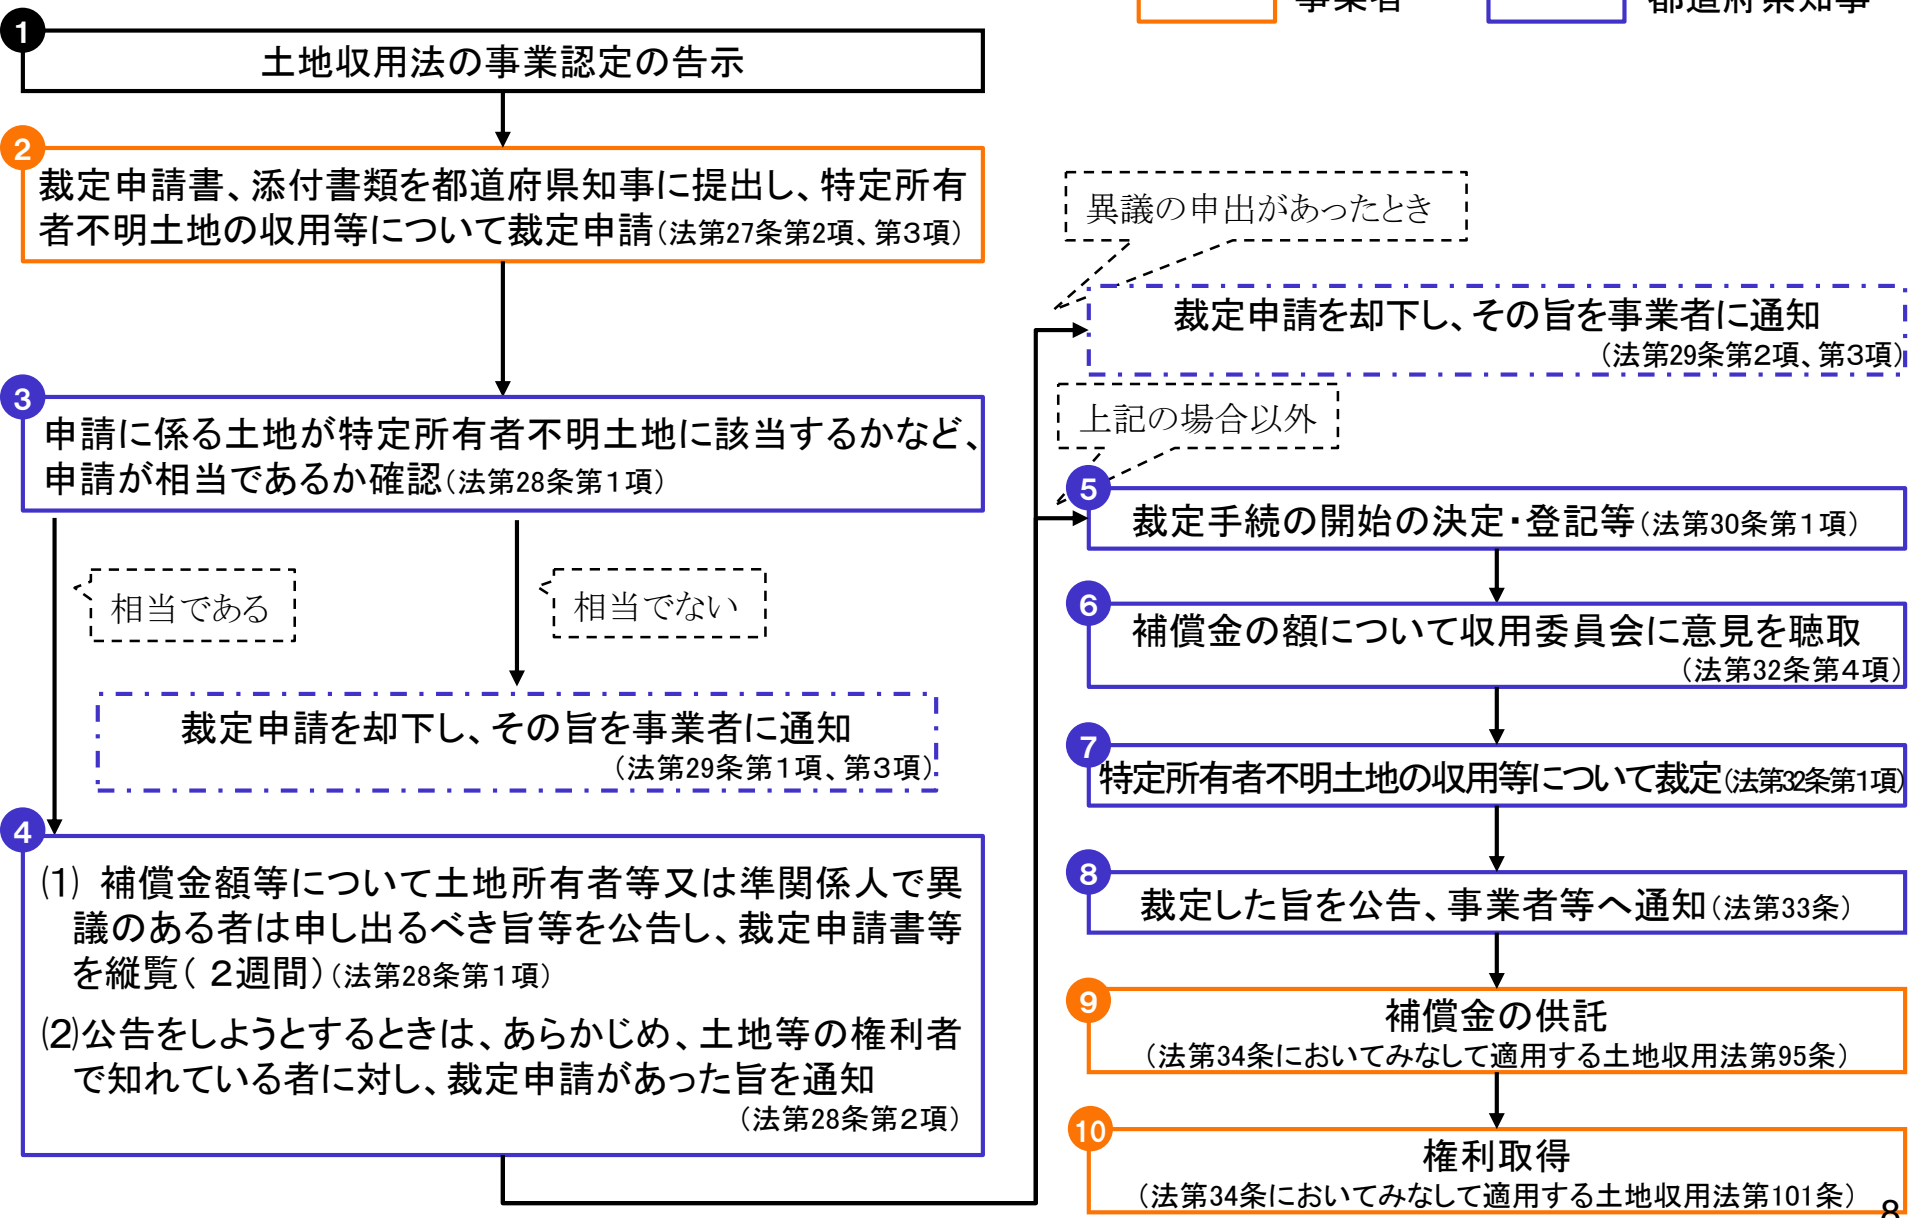 事業者
都道府県知事
1
土地収用法の事業認定の告示
2
裁定申請書、添付書類を都道府県知事に提出し、特定所有
者不明土地の収用等について裁定申請(法第27条第2項、第3項)
3
申請に係る土地が特定所有者不明土地に該当するかなど、
申請が相当であるか確認(法第28条第1項)
相当である
相当でない
裁定申請を却下し、その旨を事業者に通知
(法第29条第1項、第3項)
4
⑴ 補償金額等について土地所有者等又は準関係人で異
議のある者は申し出るべき旨等を公告し、裁定申請書等
を縦覧(2週間)(法第28条第1項)
⑵公告をしようとするときは、あらかじめ、土地等の権利者
で知れている者に対し、裁定申請があった旨を通知
(法第28条第2項)
異議の申出があったとき
裁定申請を却下し、その旨を事業者に通知
(法第29条第2項、第3項)
上記の場合以外
5
裁定手続の開始の決定・登記等(法第30条第1項)
6
補償金の額について収用委員会に意見を聴取
(法第32条第4項)
7
特定所有者不明土地の収用等について裁定(法第32条第1項)
8
裁定した旨を公告、事業者等へ通知(法第33条)
9
補償金の供託
(法第34条においてみなして適用する土地収用法第95条)
10
権利取得
(法第34条においてみなして適用する土地収用法第101条)
8